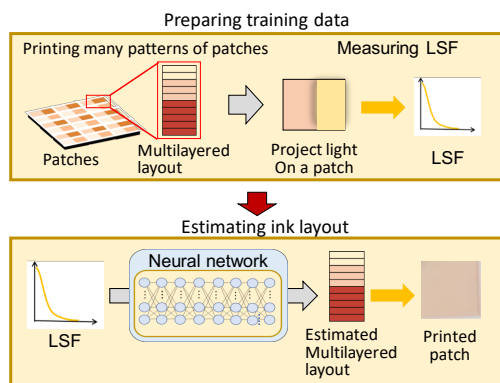 Preparing training data
Printing many patterns of patches
Measuring LSF
Patches
Multilayered
layout
Project light
On a patch
LSF
Estimating ink layout
Neural network
LSF
Estimated
Multilayered
layout
Printed
patch